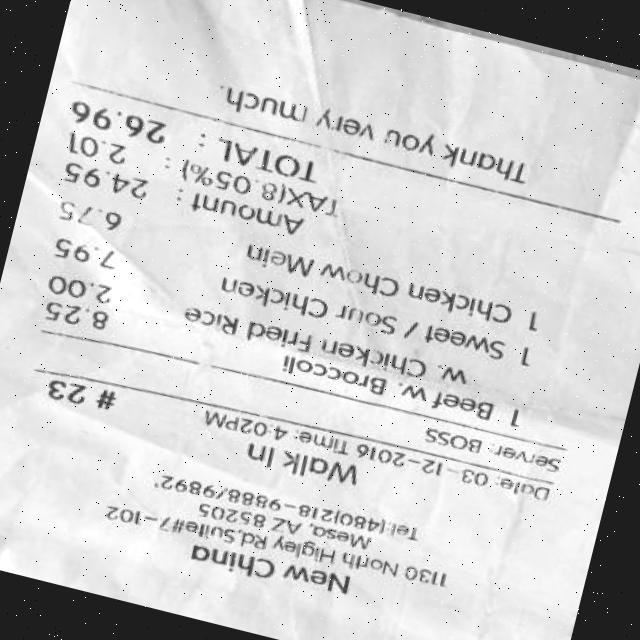 New China
1130 North Higley Rd.Suite#7-102
Mesa, AZ 85205
Tel:(480)218-9888/9892
Walk In
# 23
Date: 03-12-2016 Time: 4:02PM
Server: BOSS
1 Beef W. Broccoli 8.25
W. Chicken Fried Rice 2.00
1 Sweet / Sour Chicken 7.95
1 Chicken Chow Mein 6.75
Amount : 24.95
TAX(8.05%) : 2.01
TOTAL : 26.96
Thank you very much.